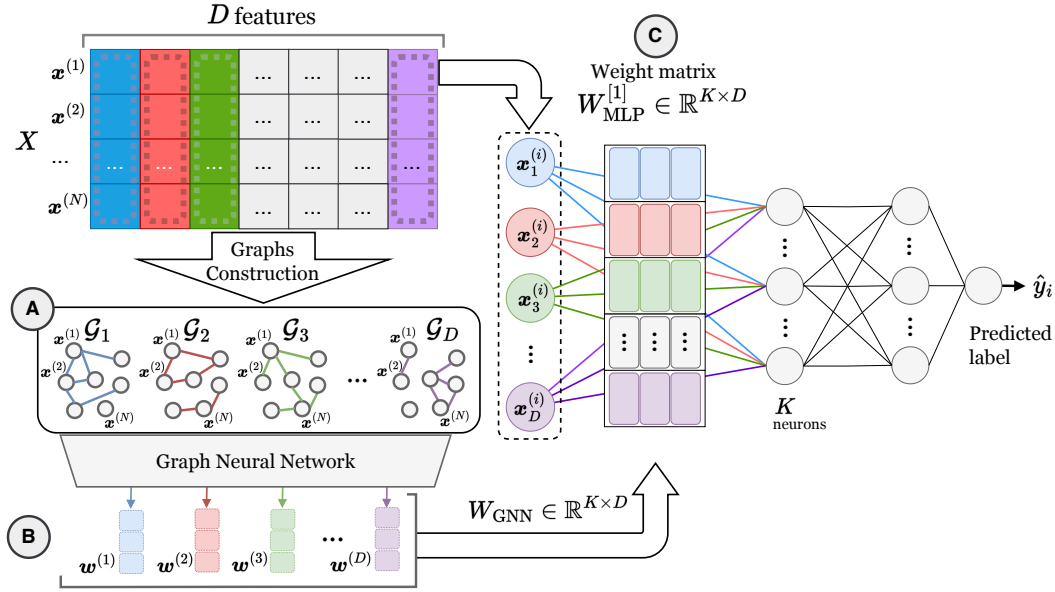 D features
x^(1)
x^(2)
...
x^(N)
X
... ... ...
... ... ...
... ... ... ... ... ... ...
... ... ...
Graphs
Construction
A
x^(1) G_1
x^(2)
x^(N)
x^(1) G_2
x^(2)
x^(N)
x^(1) G_3
x^(2)
x^(N)
...
x^(1) G_D
x^(2)
x^(N)
Graph Neural Network
B
w^(1) w^(2) w^(3) ... w^(D)
W_GNN ∈ ℝ^{K×D}
C
Weight matrix
W_MLP^[1] ∈ ℝ^{K×D}
x_1^(i)
x_2^(i)
x_3^(i)
⋮
x_D^(i)
⋮ ⋮ ⋮
⋮ ⋮
⋮ ⋮
K
neurons
ŷ_i
Predicted
label